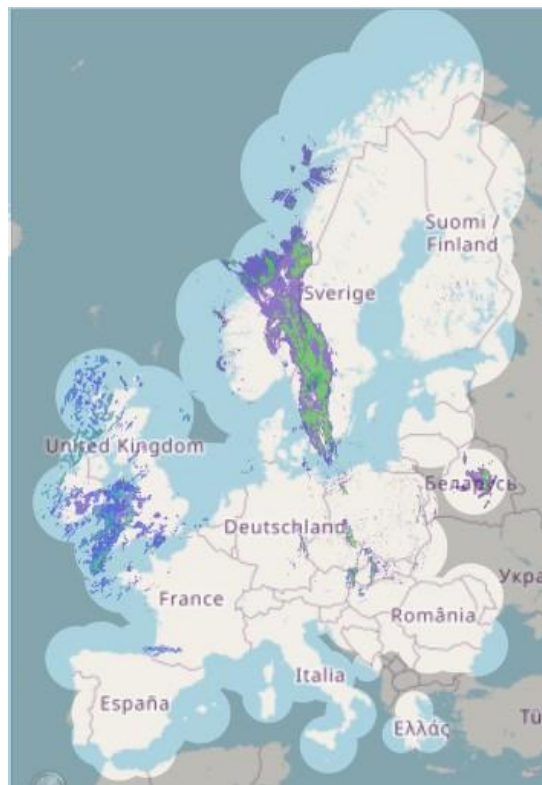 Suomi /
Finland
Sverige
United Kingdom
Беларусь
Deutschland
Укра
France
România
Italia
España
Ελλάς
Tü